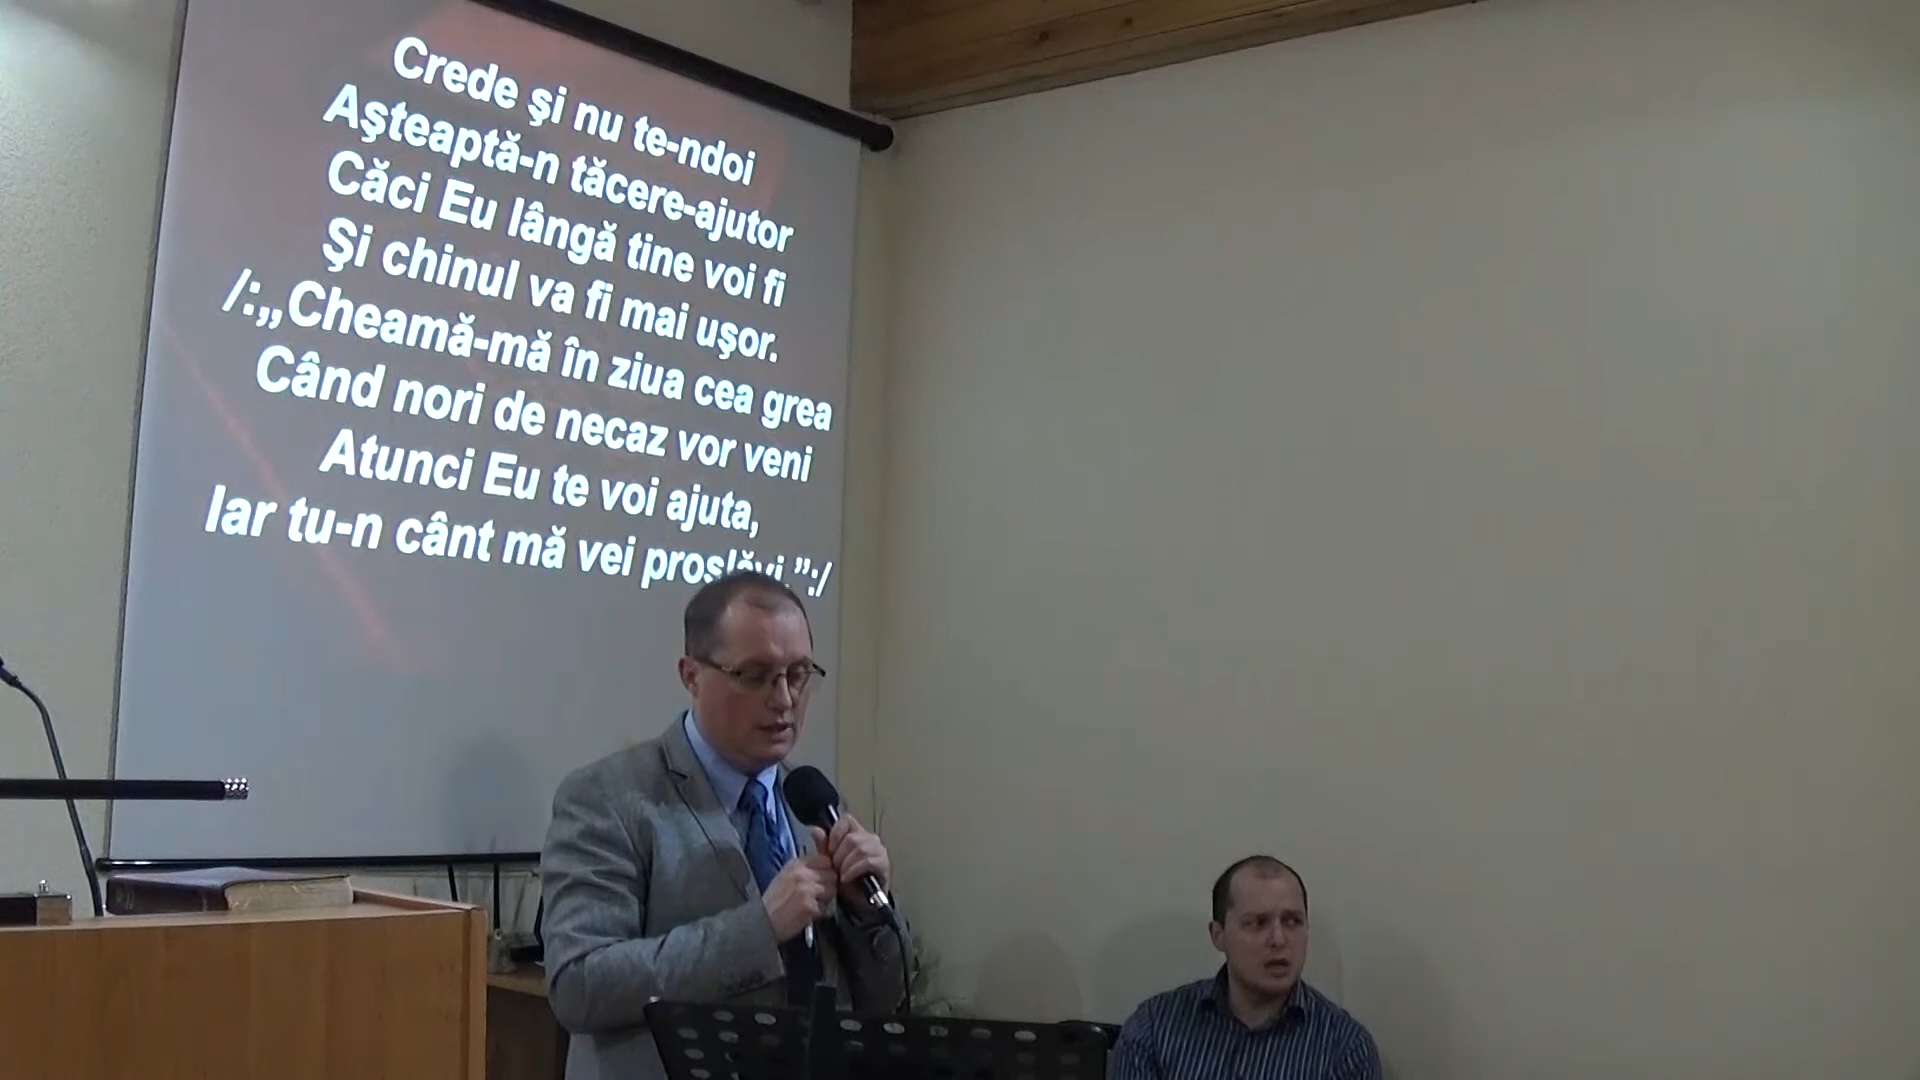 Crede şi nu te-ndoi
Aşteaptă-n tăcere-ajutor
Căci Eu lângă tine voi fi
Şi chinul va fi mai uşor.
/:„Cheamă-mă în ziua cea grea
Când nori de necaz vor veni
Atunci Eu te voi ajuta,
Iar tu-n cânt mă vei proslăvi.”:/